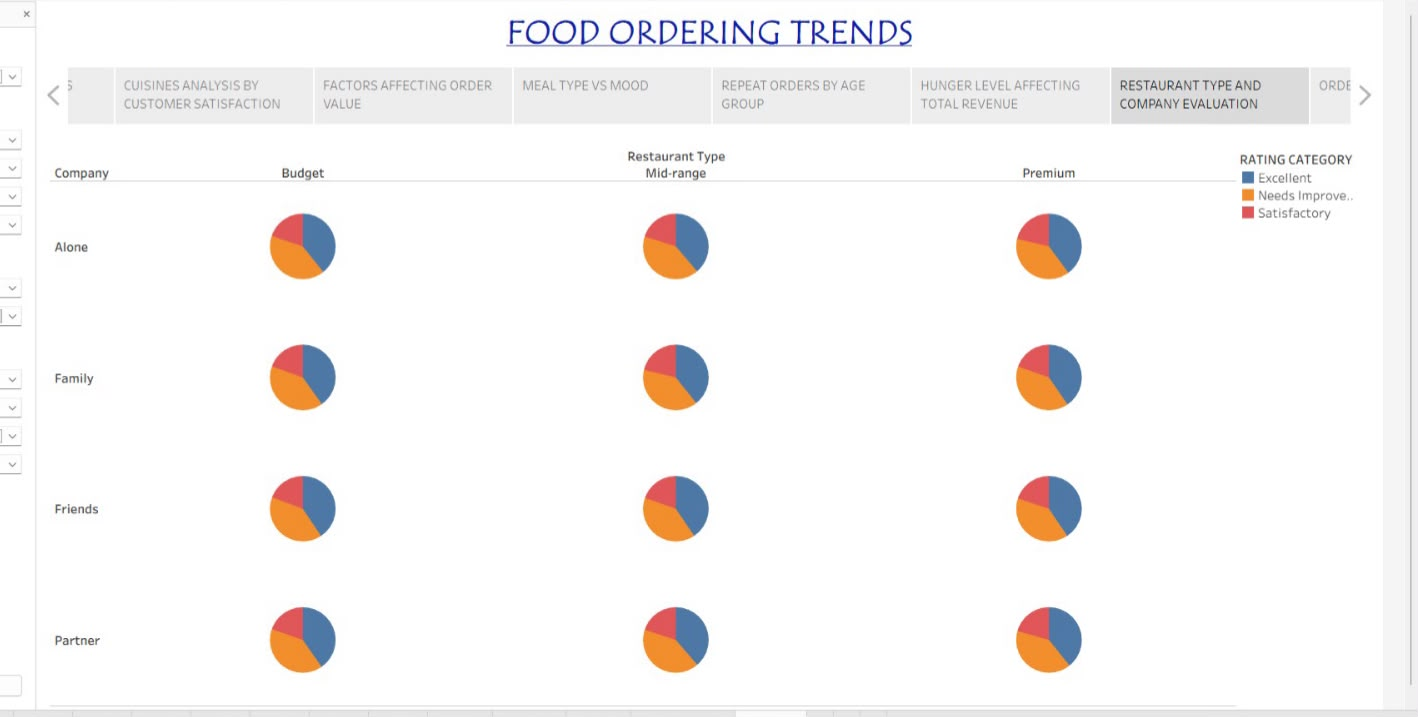 FOOD ORDERING TRENDS
S
CUISINES ANALYSIS BY
CUSTOMER SATISFACTION
FACTORS AFFECTING ORDER
VALUE
MEAL TYPE VS MOOD
REPEAT ORDERS BY AGE
GROUP
HUNGER LEVEL AFFECTING
TOTAL REVENUE
RESTAURANT TYPE AND
COMPANY EVALUATION
ORDE
Restaurant Type
Company
Budget
Mid-range
Premium
RATING CATEGORY
Excellent
Needs Improve..
Satisfactory
Alone
Family
Friends
Partner